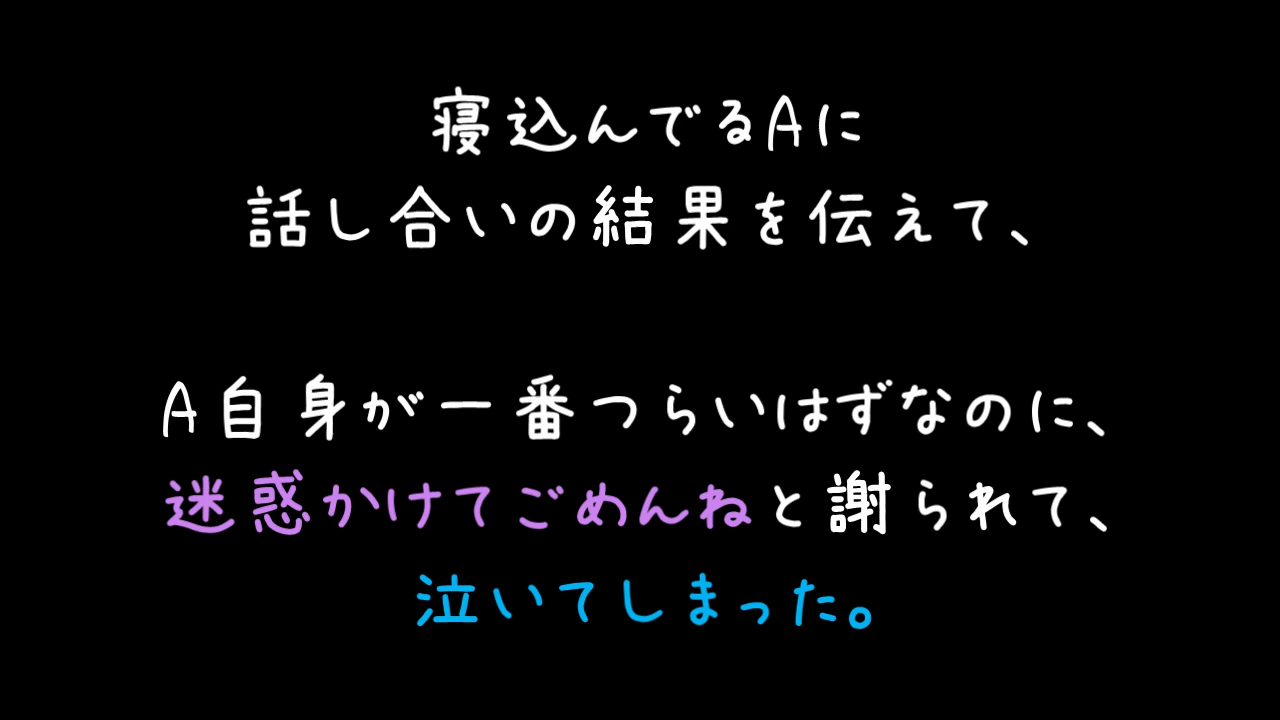 寝込んでるAに
話し合いの結果を伝えて、
A自身が一番つらいはずなのに、
迷惑かけてごめんねと謝られて、
泣いてしまった。